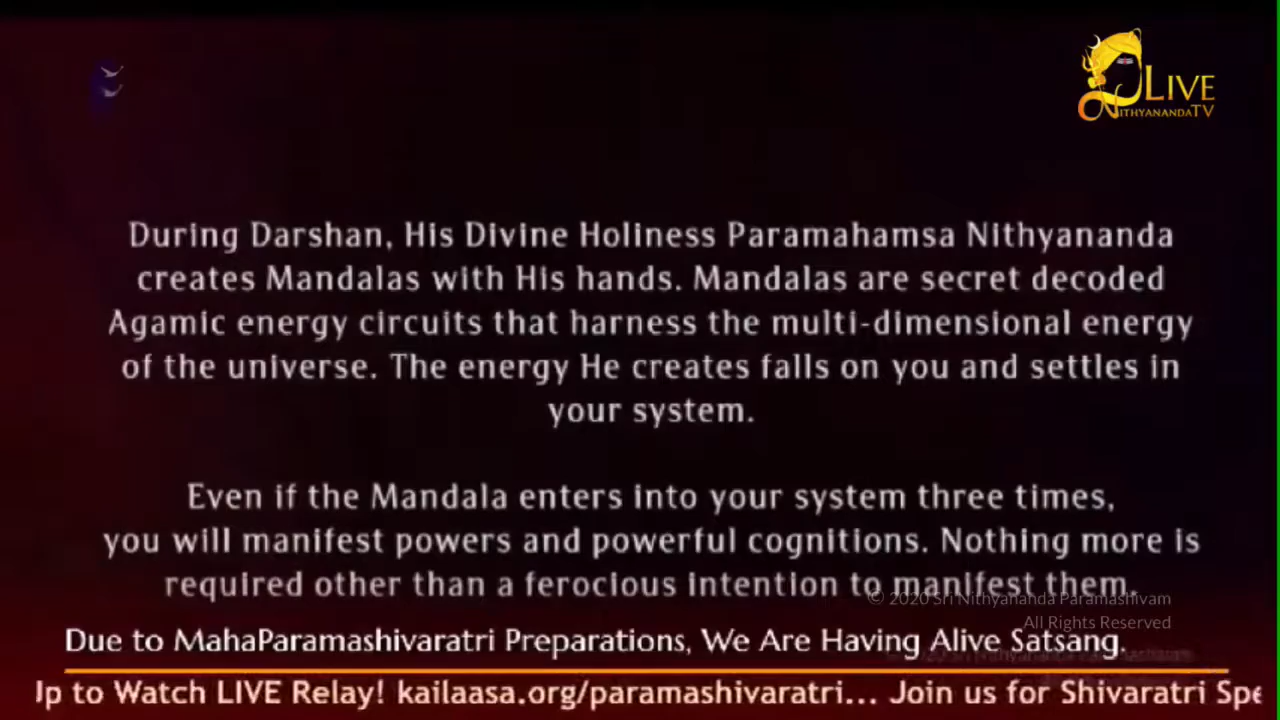 LIVE
NITHYANANDATV
During Darshan, His Divine Holiness Paramahamsa Nithyananda
creates Mandalas with His hands. Mandalas are secret decoded
Agamic energy circuits that harness the multi-dimensional energy
of the universe. The energy He creates falls on you and settles in
your system.
Even if the Mandala enters into your system three times,
you will manifest powers and powerful cognitions. Nothing more is
required other than a ferocious intention to manifest them.
© 2020 Sri Nithyananda Paramashivam
All Rights Reserved
Due to MahaParamashivaratri Preparations, We Are Having Alive Satsang.
to Watch LIVE Relay! kailaasa.org/paramashivaratri... Join us for Shivaratri